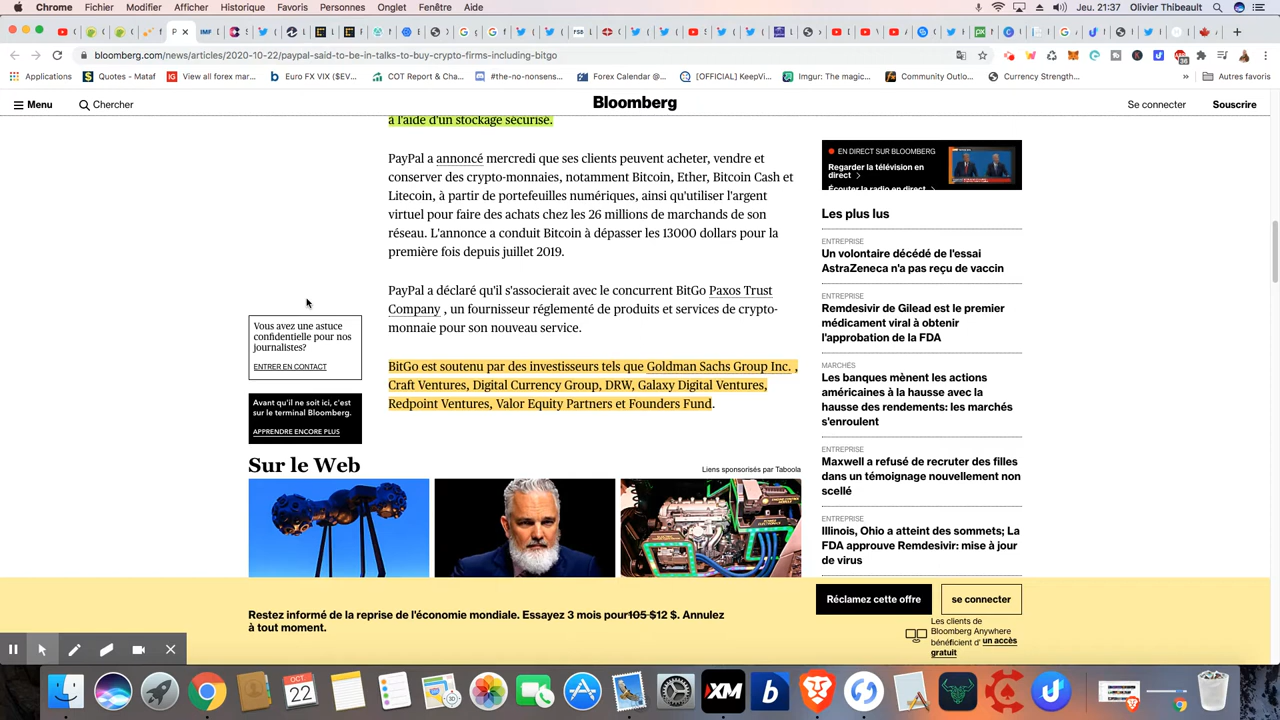 Chrome Fichier Modifier Afficher Historique Favoris Personnes Onglet Fenêtre Aide Jeu. 21:37 Olivier Thibeault
bloomberg.com/news/articles/2020-10-22/paypal-said-to-be-in-talks-to-buy-crypto-firms-including-bitgo
Applications Quotes - Mataf View all forex mark... Euro FX VIX ($EV... COT Report & Cha... #the-no-nonsens... Forex Calendar @... [OFFICIAL] KeepVi... Imgur: The magic... Community Outlo... Currency Strength... » Autres favoris
Menu Chercher Bloomberg Se connecter Souscrire
à l'aide d'un stockage sécurisé.
PayPal a annoncé mercredi que ses clients peuvent acheter, vendre et
conserver des crypto-monnaies, notamment Bitcoin, Ether, Bitcoin Cash et
Litecoin, à partir de portefeuilles numériques, ainsi qu'utiliser l'argent
virtuel pour faire des achats chez les 26 millions de marchands de son
réseau. L'annonce a conduit Bitcoin à dépasser les 13000 dollars pour la
première fois depuis juillet 2019.
PayPal a déclaré qu'il s'associerait avec le concurrent BitGo Paxos Trust
Company , un fournisseur réglementé de produits et services de crypto-
monnaie pour son nouveau service.
BitGo est soutenu par des investisseurs tels que Goldman Sachs Group Inc. ,
Craft Ventures, Digital Currency Group, DRW, Galaxy Digital Ventures,
Redpoint Ventures, Valor Equity Partners et Founders Fund.
Vous avez une astuce
confidentielle pour nos
journalistes?
ENTRER EN CONTACT
Avant qu'il ne soit ici, c'est
sur le terminal Bloomberg.
APPRENDRE ENCORE PLUS
Sur le Web
Liens sponsorisés par Taboola
EN DIRECT SUR BLOOMBERG
Regarder la télévision en
direct
Écouter la radio en direct
Les plus lus
ENTREPRISE
Un volontaire décédé de l'essai
AstraZeneca n'a pas reçu de vaccin
ENTREPRISE
Remdesivir de Gilead est le premier
médicament viral à obtenir
l'approbation de la FDA
MARCHÉS
Les banques mènent les actions
américaines à la hausse avec la
hausse des rendements: les marchés
s'enroulent
ENTREPRISE
Maxwell a refusé de recruter des filles
dans un témoignage nouvellement non
scellé
ENTREPRISE
Illinois, Ohio a atteint des sommets; La
FDA approuve Remdesivir: mise à jour
de virus
Restez informé de la reprise de l'économie mondiale. Essayez 3 mois pour105 $12 $. Annulez
à tout moment.
Réclamez cette offre
se connecter
Les clients de
Bloomberg Anywhere
bénéficient d' un accès
gratuit
OCT.
22
XM